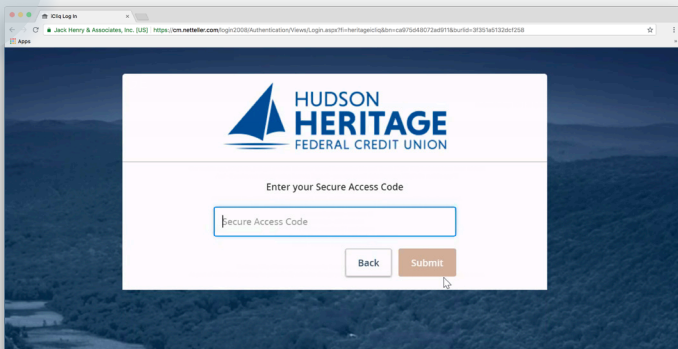 iCliq Log In
Jack Henry & Associates, Inc. [US] | https://cm.netteller.com/login2008/Authentication/Views/Login.aspx?fi=heritageicliq&bn=ca975d48072ad911&burlid=3f351a5132dcf258
Apps
HUDSON
HERITAGE
FEDERAL CREDIT UNION
Enter your Secure Access Code
Secure Access Code
Back Submit